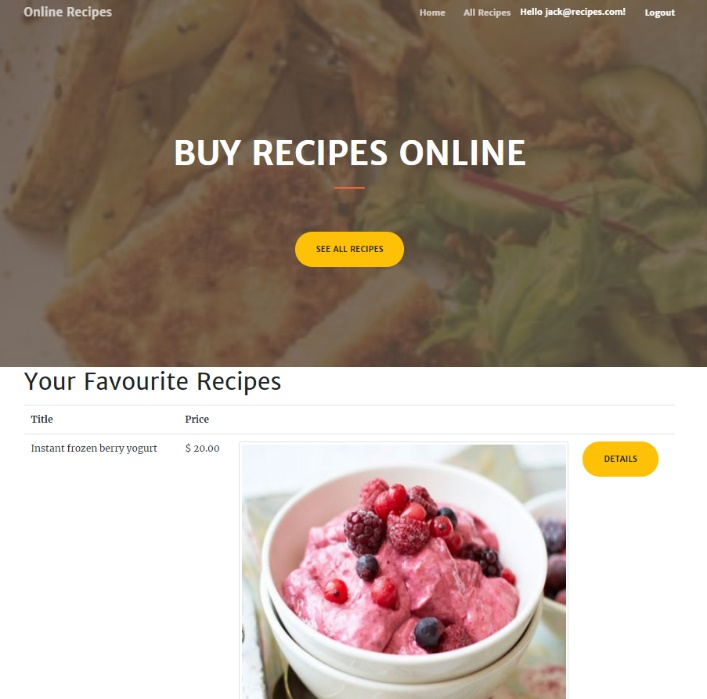 Online Recipes
Home All Recipes Hello jack@recipes.com! Logout
BUY RECIPES ONLINE
SEE ALL RECIPES
Your Favourite Recipes
Title Price
Instant frozen berry yogurt $ 20.00 DETAILS